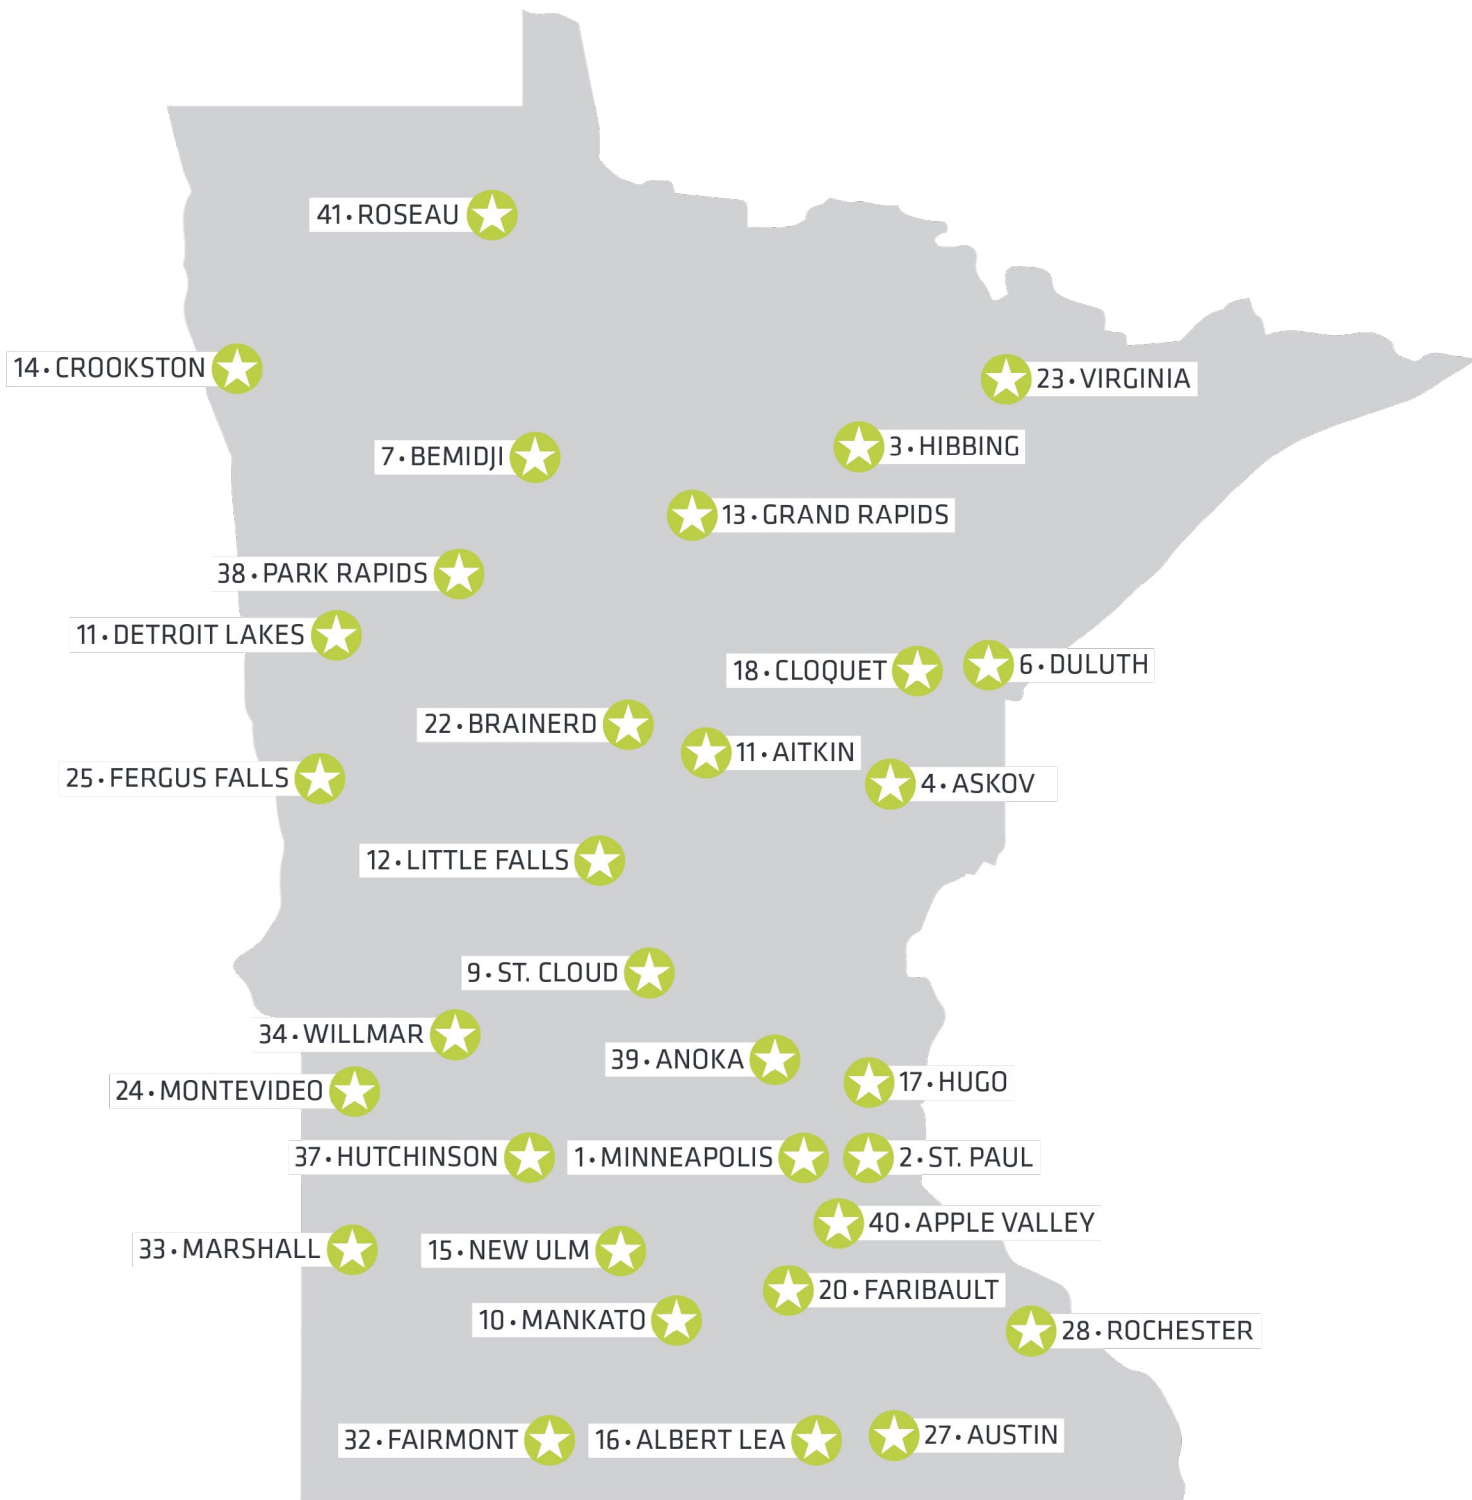 41•ROSEAU
14•CROOKSTON
23•VIRGINIA
3•HIBBING
7•BEMIDJI
13•GRAND RAPIDS
38•PARK RAPIDS
11•DETROIT LAKES
18•CLOQUET
6•DULUTH
22•BRAINERD
11•AITKIN
25•FERGUS FALLS
4•ASKOV
12•LITTLE FALLS
9•ST. CLOUD
34•WILLMAR
39•ANOKA
17•HUGO
24•MONTEVIDEO
37•HUTCHINSON
1•MINNEAPOLIS
2•ST. PAUL
40•APPLE VALLEY
33•MARSHALL
15•NEW ULM
20•FARIBAULT
10•MANKATO
28•ROCHESTER
32•FAIRMONT
16•ALBERT LEA
27•AUSTIN